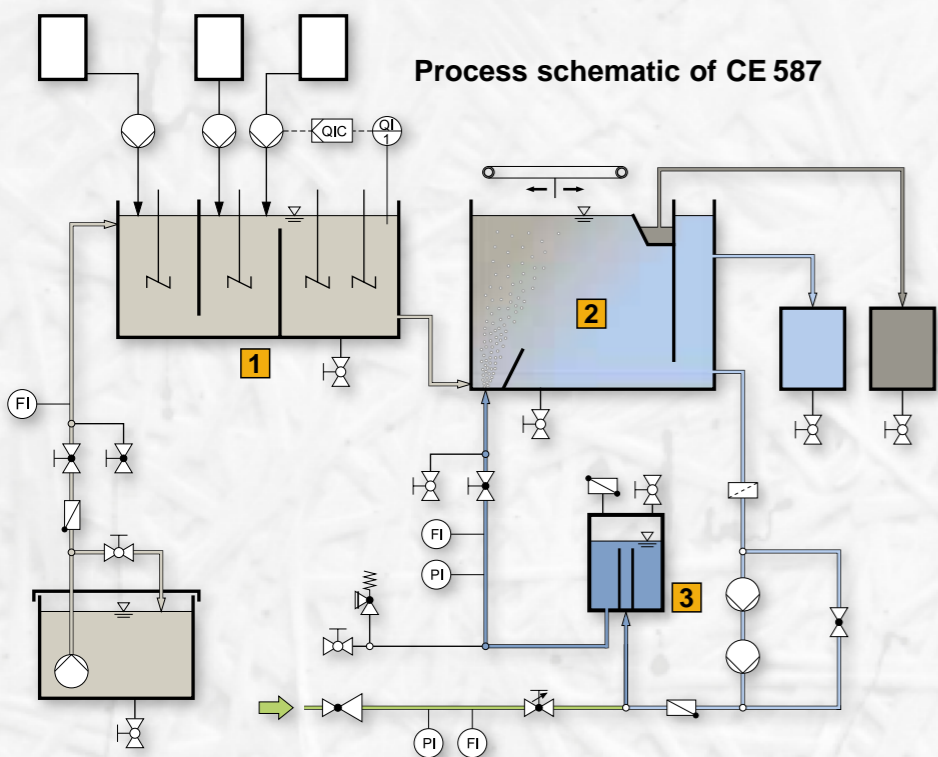 Process schematic of CE 587
QIC
QI
1
2
1
FI
FI
PI
3
PI
FI